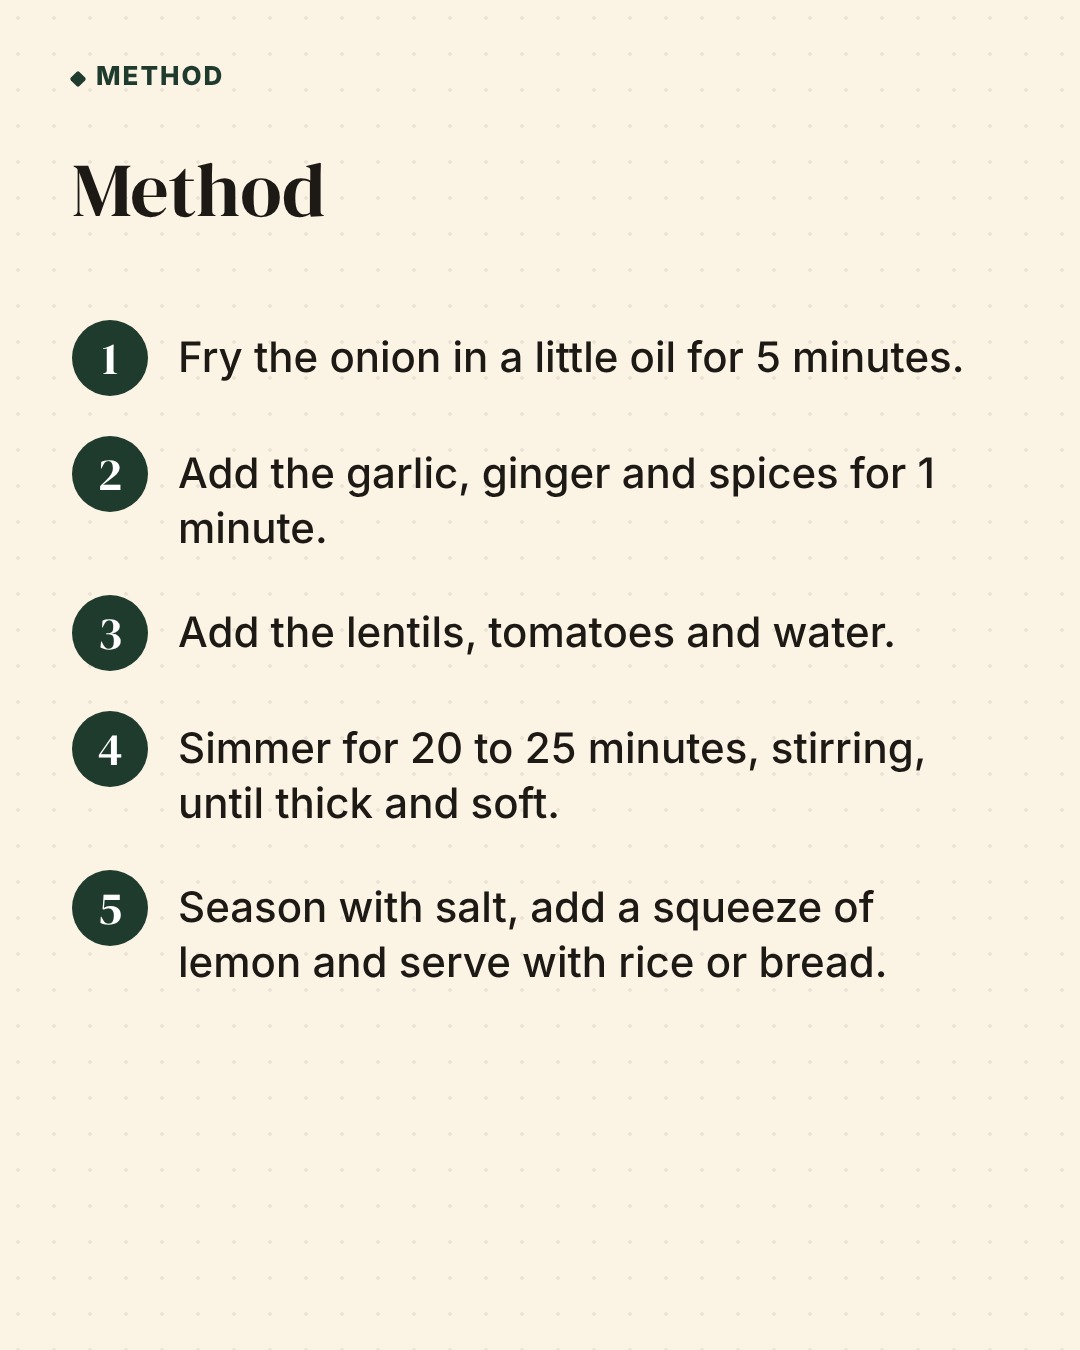 METHOD
Method
1 Fry the onion in a little oil for 5 minutes.
2 Add the garlic, ginger and spices for 1
minute.
3 Add the lentils, tomatoes and water.
4 Simmer for 20 to 25 minutes, stirring,
until thick and soft.
5 Season with salt, add a squeeze of
lemon and serve with rice or bread.